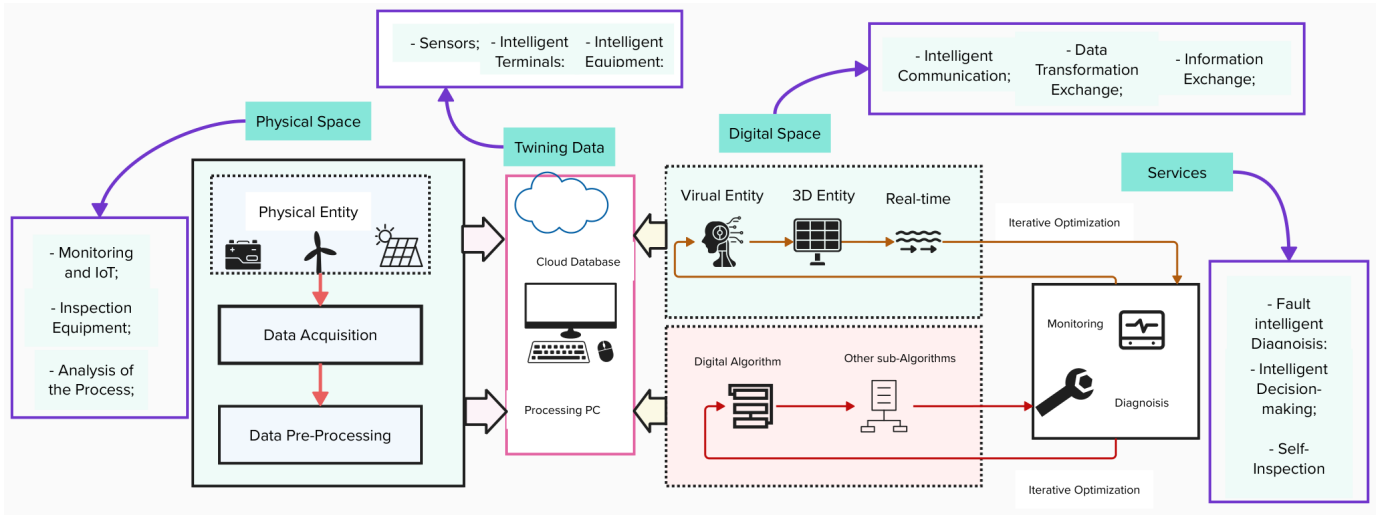 - Sensors;
- Intelligent
Terminals;
- Intelligent
Equipment;
- Intelligent
Communication;
- Data
Transformation
Exchange;
- Information
Exchange;
Physical Space
Twining Data
Digital Space
Services
Physical Entity
Data Acquisition
Data Pre-Processing
Cloud Database
Processing PC
Virual Entity
3D Entity
Real-time
Iterative Optimization
Digital Algorithm
Other sub-Algorithms
Monitoring
Diagnoisis
Iterative Optimization
- Monitoring
and IoT;
- Inspection
Equipment;
- Analysis of
the Process;
- Fault
intelligent
Diagnoisis;
- Intelligent
Decision-
making;
- Self-
Inspection